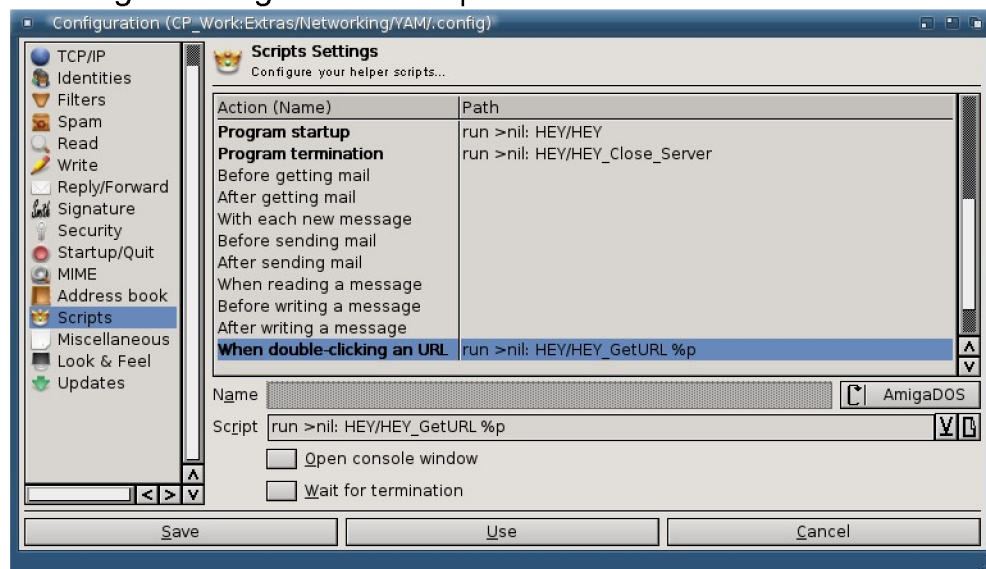 Configuration (CP_Work:Extras/Networking/YAM/.config)
TCP/IP
Identities
Filters
Spam
Read
Write
Reply/Forward
Signature
Security
Startup/Quit
MIME
Address book
Scripts
Miscellaneous
Look & Feel
Updates
Scripts Settings
Configure your helper scripts...
Action (Name) Path
Program startup run >nil: HEY/HEY
Program termination run >nil: HEY/HEY_Close_Server
Before getting mail
After getting mail
With each new message
Before sending mail
After sending mail
When reading a message
Before writing a message
After writing a message
When double-clicking an URL run >nil: HEY/HEY_GetURL %p
Name AmigaDOS
Script run >nil: HEY/HEY_GetURL %p
Open console window
Wait for termination
Save Use Cancel